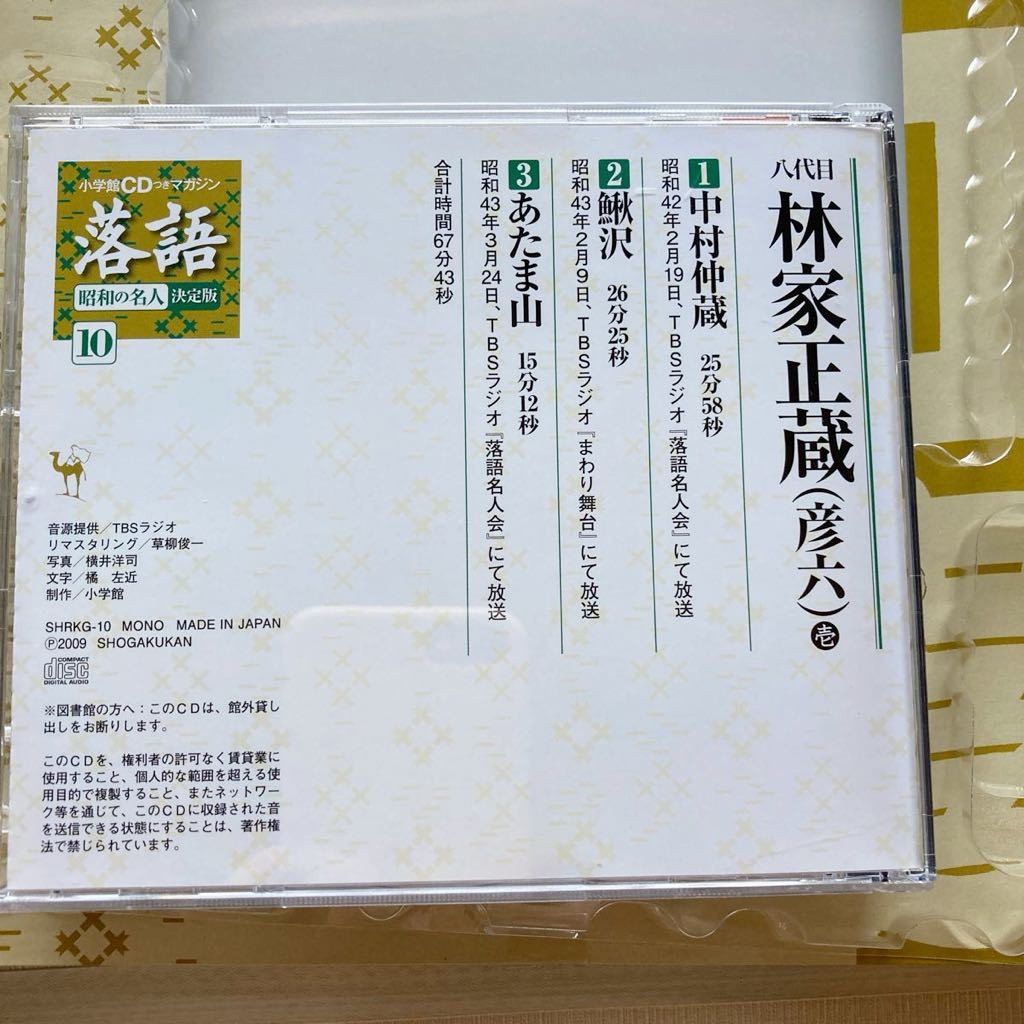 八代目 林家正蔵(彦六)壱
1 中村仲蔵 25分58秒
昭和42年2月19日、TBSラジオ『落語名人会』にて放送
2 鰍沢 26分25秒
昭和43年2月9日、TBSラジオ『まわり舞台』にて放送
3 あたま山 15分12秒
昭和43年3月24日、TBSラジオ『落語名人会』にて放送
合計時間67分43秒
小学館CDつきマガジン
落語
昭和の名人 決定版
10
音源提供/TBSラジオ
リマスタリング/草柳俊一
写真/横井洋司
文字/橘 左近
制作/小学館
SHRKG-10 MONO MADE IN JAPAN
Ⓟ2009 SHOGAKUKAN
COMPACT
disc
DIGITAL AUDIO
※図書館の方へ:このCDは、館外貸し
出しをお断りします。
このCDを、権利者の許可なく賃貸業に
使用すること、個人的な範囲を超える使
用目的で複製すること、またネットワー
ク等を通じて、このCDに収録された音
を送信できる状態にすることは、著作権
法で禁じられています。